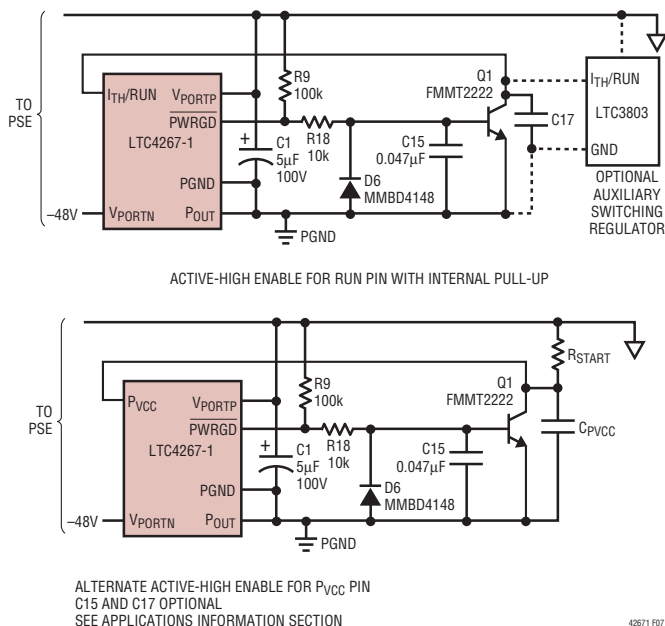 TO
PSE
ITH/RUN
VPORTP
PWRGD
LTC4267-1
PGND
VPORTN
POUT
–48V
R9
100k
R18
10k
+
C1
5µF
100V
PGND
D6
MMBD4148
C15
0.047µF
Q1
FMMT2222
C17
ITH/RUN
LTC3803
GND
OPTIONAL
AUXILIARY
SWITCHING
REGULATOR
ACTIVE-HIGH ENABLE FOR RUN PIN WITH INTERNAL PULL-UP
TO
PSE
PVCC
VPORTP
PWRGD
LTC4267-1
PGND
VPORTN
POUT
–48V
R9
100k
R18
10k
+
C1
5µF
100V
PGND
D6
MMBD4148
C15
0.047µF
Q1
FMMT2222
RSTART
CPVCC
ALTERNATE ACTIVE-HIGH ENABLE FOR PVCC PIN
C15 AND C17 OPTIONAL
SEE APPLICATIONS INFORMATION SECTION
42671 F07